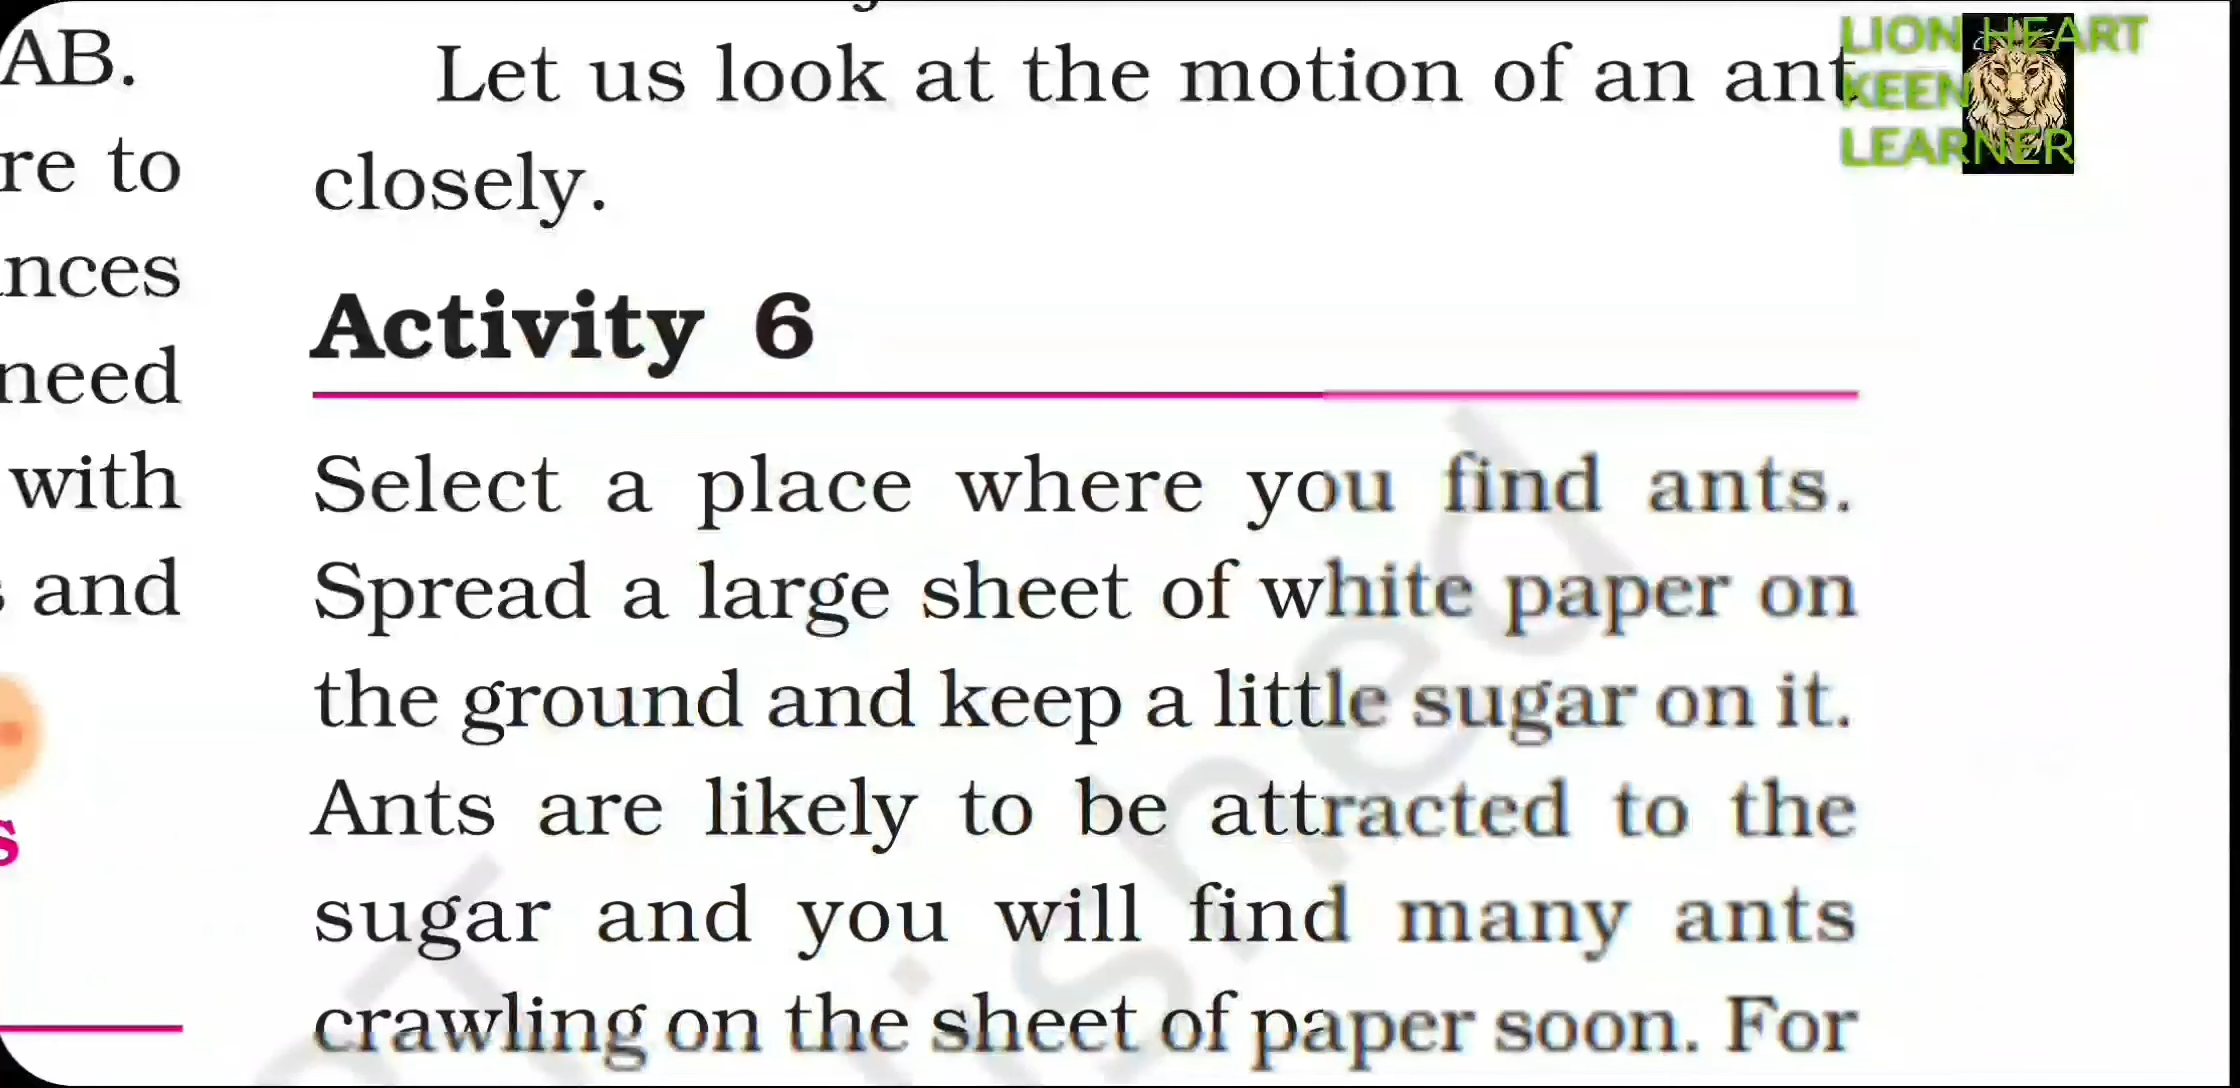 AB.
re to
nces
need
with
and
s
Let us look at the motion of an ant
closely.
Activity 6
Select a place where you find ants.
Spread a large sheet of white paper on
the ground and keep a little sugar on it.
Ants are likely to be attracted to the
sugar and you will find many ants
crawling on the sheet of paper soon. For
LION HEART
KEEN
LEARNER